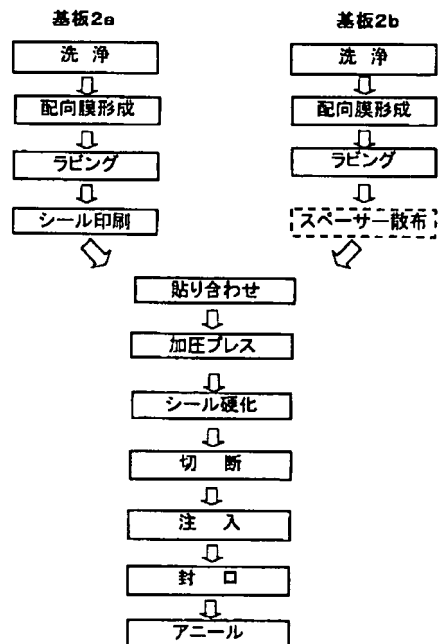 基板2a
洗 浄
配向膜形成
ラビング
シール印刷
基板2b
洗 浄
配向膜形成
ラビング
スペーサー散布
貼り合わせ
加圧プレス
シール硬化
切 断
注 入
封 口
アニール